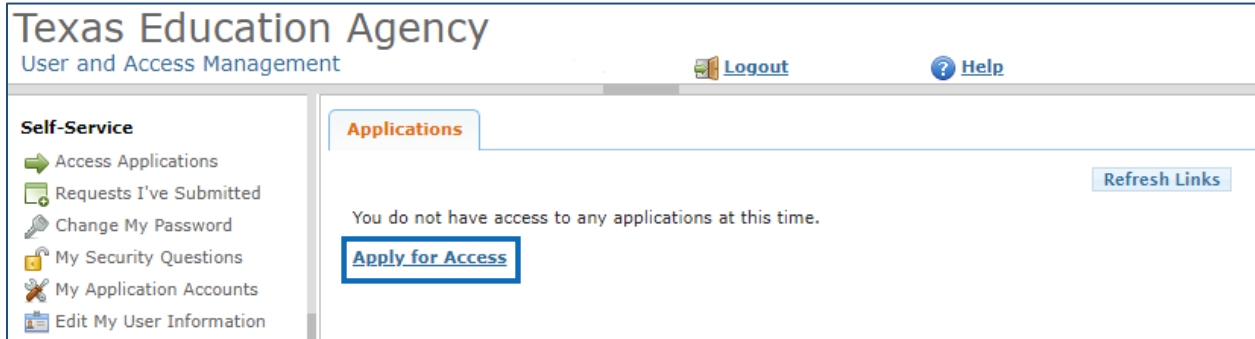 Texas Education Agency
User and Access Management
Logout
Help
Self-Service
Access Applications
Requests I've Submitted
Change My Password
My Security Questions
My Application Accounts
Edit My User Information
Applications
Refresh Links
You do not have access to any applications at this time.
Apply for Access